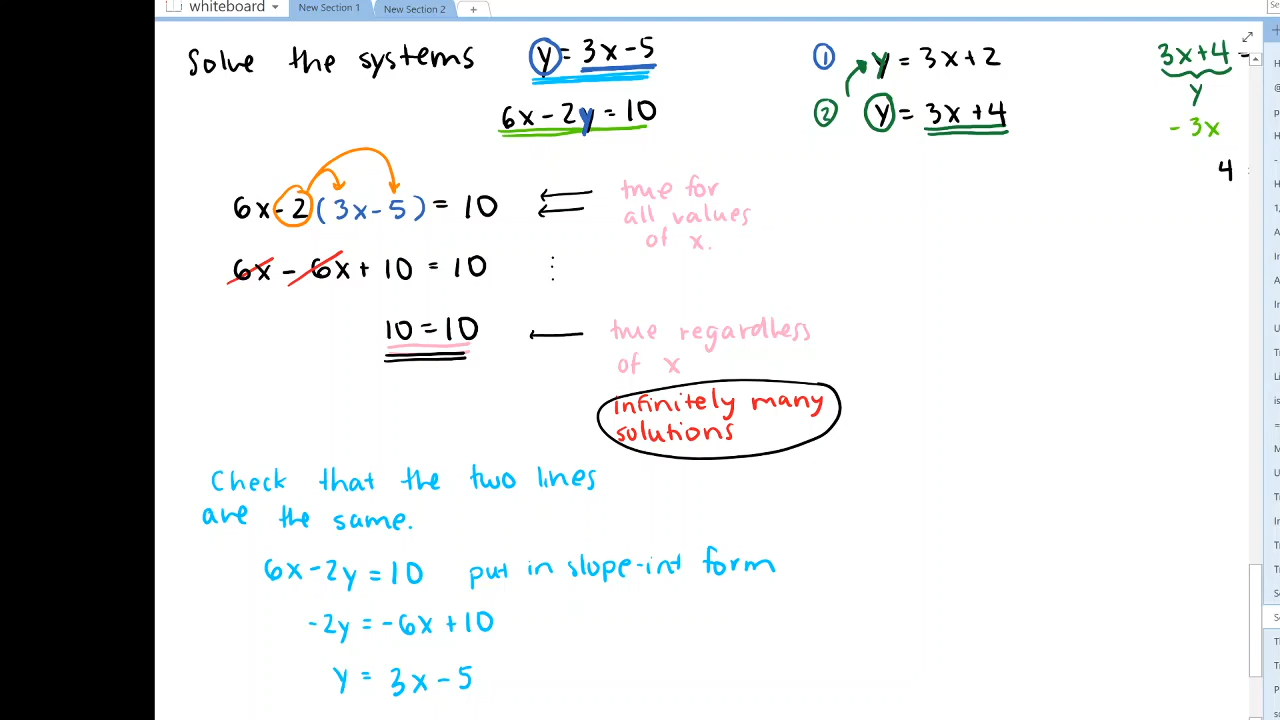 whiteboard
New Section 1
New Section 2
+
Solve the systems
y = 3x - 5
6x - 2y = 10
6x - 2(3x - 5) = 10
true for
all values
of x.
6x - 6x + 10 = 10
⋮
10 = 10
true regardless
of x
infinitely many
solutions
Check that the two lines
are the same.
6x - 2y = 10 put in slope-int form
-2y = -6x + 10
y = 3x - 5
① y = 3x + 2
② y = 3x + 4
3x + 4
y
- 3x
4